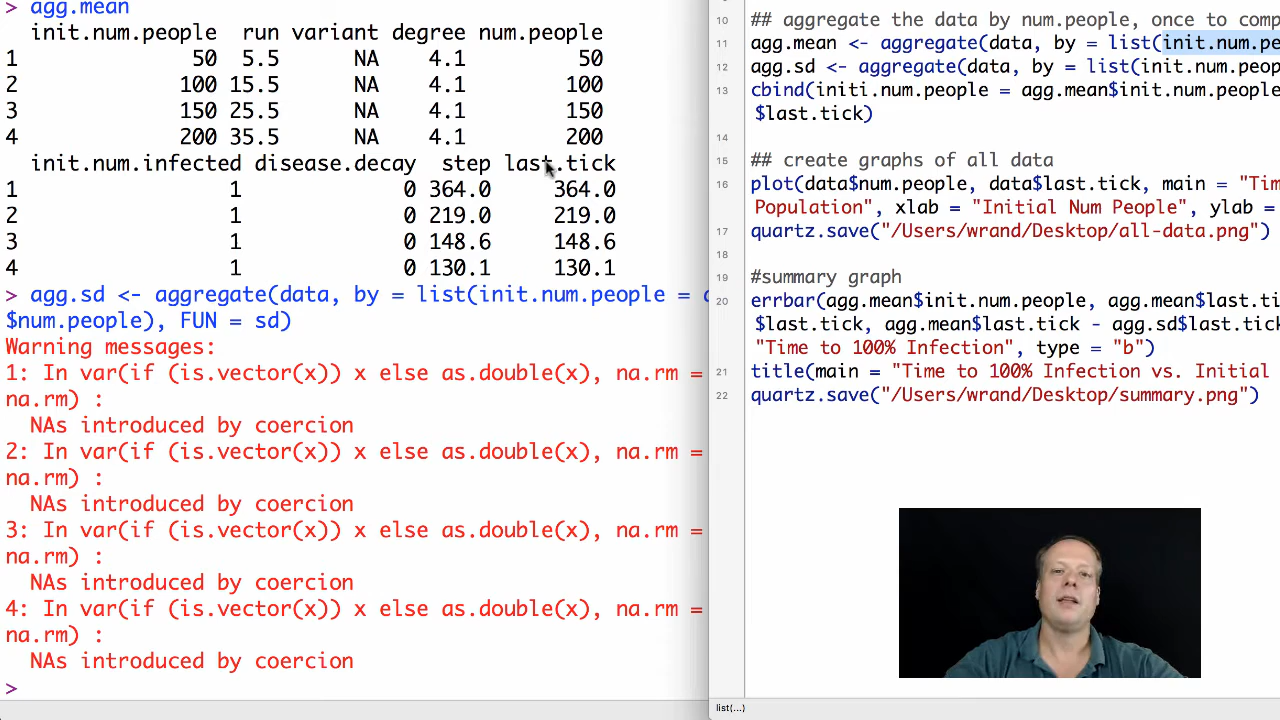 > agg.mean
init.num.people run variant degree num.people
1 50 5.5 NA 4.1 50
2 100 15.5 NA 4.1 100
3 150 25.5 NA 4.1 150
4 200 35.5 NA 4.1 200
init.num.infected disease.decay step last.tick
1 1 0 364.0 364.0
2 1 0 219.0 219.0
3 1 0 148.6 148.6
4 1 0 130.1 130.1
> agg.sd <- aggregate(data, by = list(init.num.people =
$num.people), FUN = sd)
Warning messages:
1: In var(if (is.vector(x)) x else as.double(x), na.rm =
na.rm) :
NAs introduced by coercion
2: In var(if (is.vector(x)) x else as.double(x), na.rm =
na.rm) :
NAs introduced by coercion
3: In var(if (is.vector(x)) x else as.double(x), na.rm =
na.rm) :
NAs introduced by coercion
4: In var(if (is.vector(x)) x else as.double(x), na.rm =
na.rm) :
NAs introduced by coercion
>
10 ## aggregate the data by num.people, once to comp
11 agg.mean <- aggregate(data, by = list(init.num.pe
12 agg.sd <- aggregate(data, by = list(init.num.peop
13 cbind(initi.num.people = agg.mean$init.num.people
$last.tick)
14
15 ## create graphs of all data
16 plot(data$num.people, data$last.tick, main = "Tim
Population", xlab = "Initial Num People", ylab =
17 quartz.save("/Users/wrand/Desktop/all-data.png")
18
19 #summary graph
20 errbar(agg.mean$init.num.people, agg.mean$last.ti
$last.tick, agg.mean$last.tick - agg.sd$last.tick
"Time to 100% Infection", type = "b")
21 title(main = "Time to 100% Infection vs. Initial
22 quartz.save("/Users/wrand/Desktop/summary.png")
list(...)